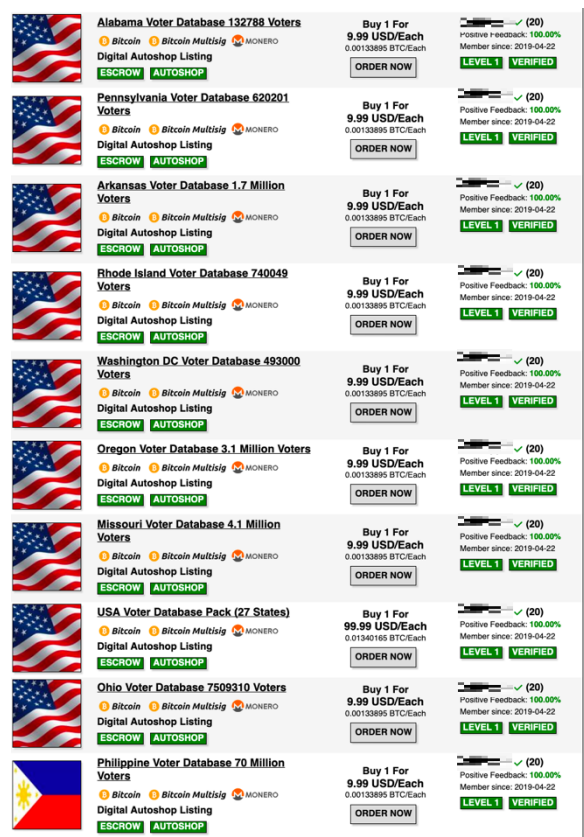 Alabama Voter Database 132788 Voters
Bitcoin Bitcoin Multisig MONERO
Digital Autoshop Listing
ESCROW AUTOSHOP
Buy 1 For
9.99 USD/Each
0.00133895 BTC/Each
ORDER NOW
(20)
Positive Feedback: 100.00%
Member since: 2019-04-22
LEVEL 1 VERIFIED
Pennsylvania Voter Database 620201
Voters
Bitcoin Bitcoin Multisig MONERO
Digital Autoshop Listing
ESCROW AUTOSHOP
Buy 1 For
9.99 USD/Each
0.00133895 BTC/Each
ORDER NOW
(20)
Positive Feedback: 100.00%
Member since: 2019-04-22
LEVEL 1 VERIFIED
Arkansas Voter Database 1.7 Million
Voters
Bitcoin Bitcoin Multisig MONERO
Digital Autoshop Listing
ESCROW AUTOSHOP
Buy 1 For
9.99 USD/Each
0.00133895 BTC/Each
ORDER NOW
(20)
Positive Feedback: 100.00%
Member since: 2019-04-22
LEVEL 1 VERIFIED
Rhode Island Voter Database 740049
Voters
Bitcoin Bitcoin Multisig MONERO
Digital Autoshop Listing
ESCROW AUTOSHOP
Buy 1 For
9.99 USD/Each
0.00133895 BTC/Each
ORDER NOW
(20)
Positive Feedback: 100.00%
Member since: 2019-04-22
LEVEL 1 VERIFIED
Washington DC Voter Database 493000
Voters
Bitcoin Bitcoin Multisig MONERO
Digital Autoshop Listing
ESCROW AUTOSHOP
Buy 1 For
9.99 USD/Each
0.00133895 BTC/Each
ORDER NOW
(20)
Positive Feedback: 100.00%
Member since: 2019-04-22
LEVEL 1 VERIFIED
Oregon Voter Database 3.1 Million Voters
Bitcoin Bitcoin Multisig MONERO
Digital Autoshop Listing
ESCROW AUTOSHOP
Buy 1 For
9.99 USD/Each
0.00133895 BTC/Each
ORDER NOW
(20)
Positive Feedback: 100.00%
Member since: 2019-04-22
LEVEL 1 VERIFIED
Missouri Voter Database 4.1 Million
Voters
Bitcoin Bitcoin Multisig MONERO
Digital Autoshop Listing
ESCROW AUTOSHOP
Buy 1 For
9.99 USD/Each
0.00133895 BTC/Each
ORDER NOW
(20)
Positive Feedback: 100.00%
Member since: 2019-04-22
LEVEL 1 VERIFIED
USA Voter Database Pack (27 States)
Bitcoin Bitcoin Multisig MONERO
Digital Autoshop Listing
ESCROW AUTOSHOP
Buy 1 For
99.99 USD/Each
0.01340165 BTC/Each
ORDER NOW
(20)
Positive Feedback: 100.00%
Member since: 2019-04-22
LEVEL 1 VERIFIED
Ohio Voter Database 7509310 Voters
Bitcoin Bitcoin Multisig MONERO
Digital Autoshop Listing
ESCROW AUTOSHOP
Buy 1 For
9.99 USD/Each
0.00133895 BTC/Each
ORDER NOW
(20)
Positive Feedback: 100.00%
Member since: 2019-04-22
LEVEL 1 VERIFIED
Philippine Voter Database 70 Million
Voters
Bitcoin Bitcoin Multisig MONERO
Digital Autoshop Listing
ESCROW AUTOSHOP
Buy 1 For
9.99 USD/Each
0.00133895 BTC/Each
ORDER NOW
(20)
Positive Feedback: 100.00%
Member since: 2019-04-22
LEVEL 1 VERIFIED